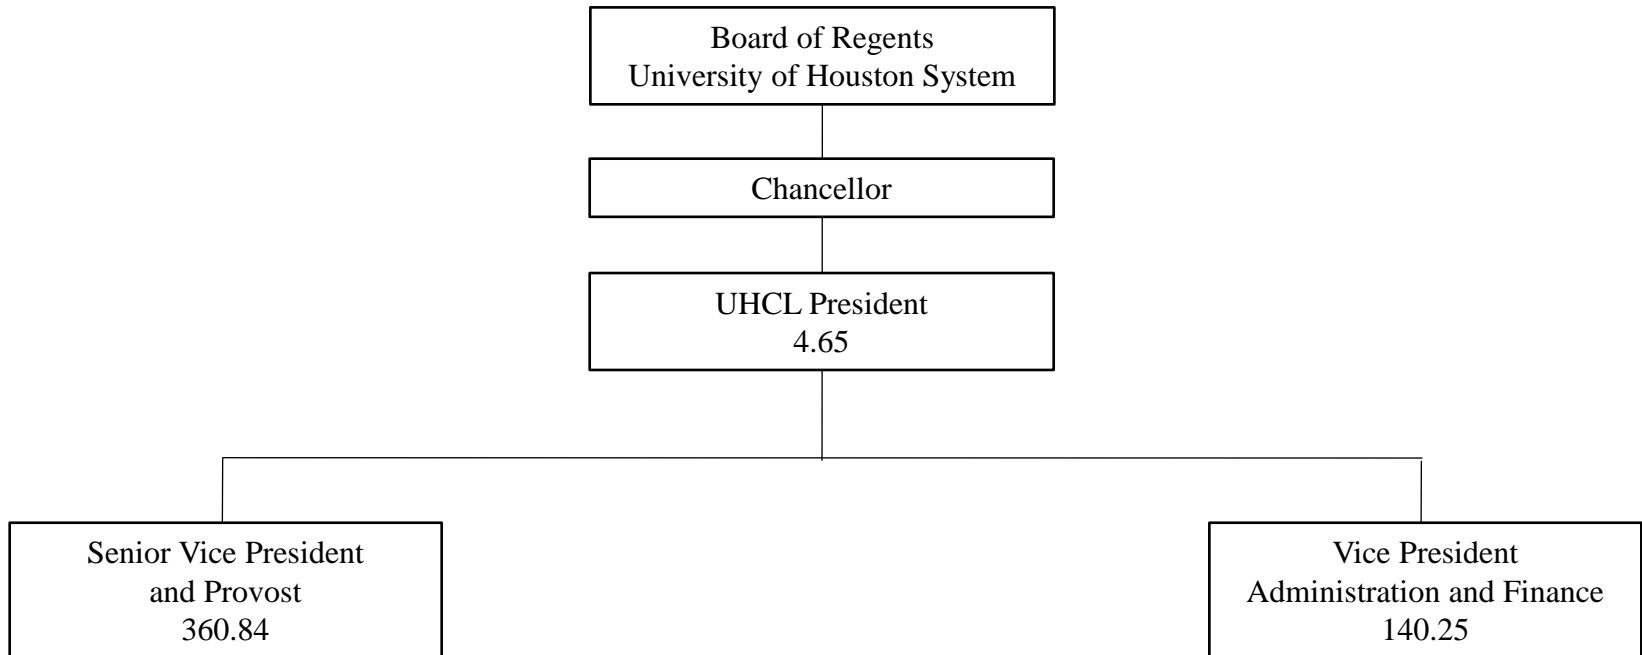 Board of Regents
University of Houston System
Chancellor
UHCL President
4.65
Senior Vice President
and Provost
360.84
Vice President
Administration and Finance
140.25